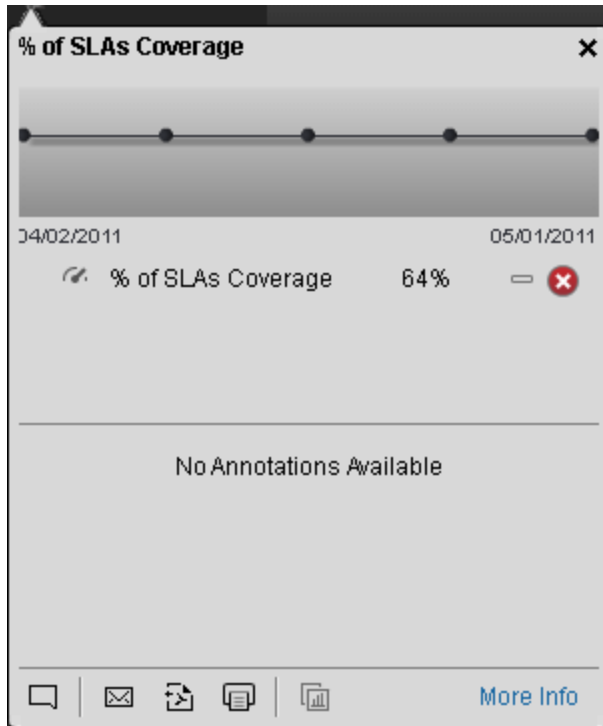 % of SLAs Coverage
04/02/2011 05/01/2011
% of SLAs Coverage 64%
No Annotations Available
More Info